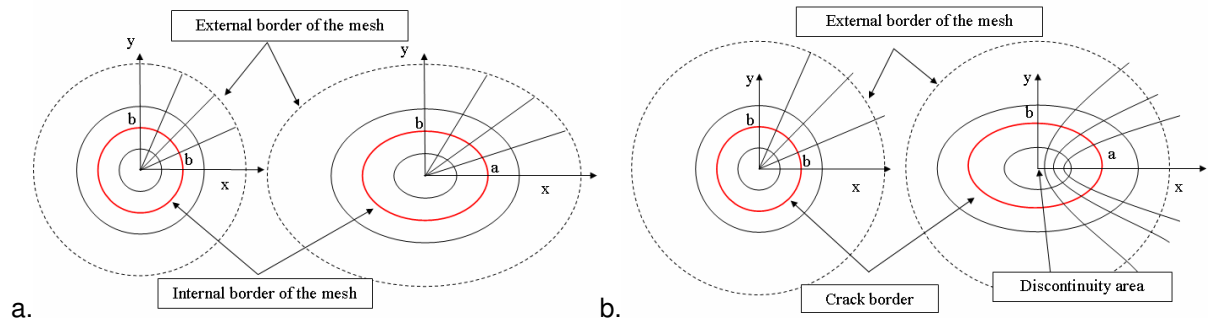 External border of the mesh
y
y
b
b
b
a
x
x
Internal border of the mesh
a.
External border of the mesh
y
y
b
b
b
a
x
x
Crack border
Discontinuity area
b.